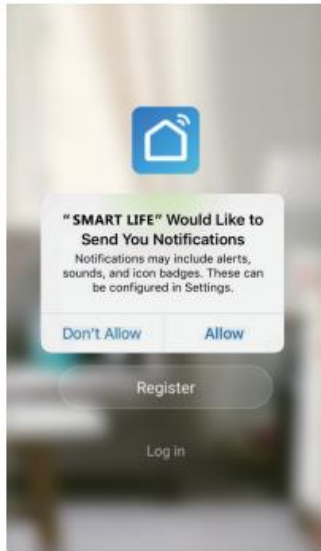 "SMART LIFE" Would Like to
Send You Notifications
Notifications may include alerts,
sounds, and icon badges. These can
be configured in Settings.
Don't Allow
Allow
Register
Log in